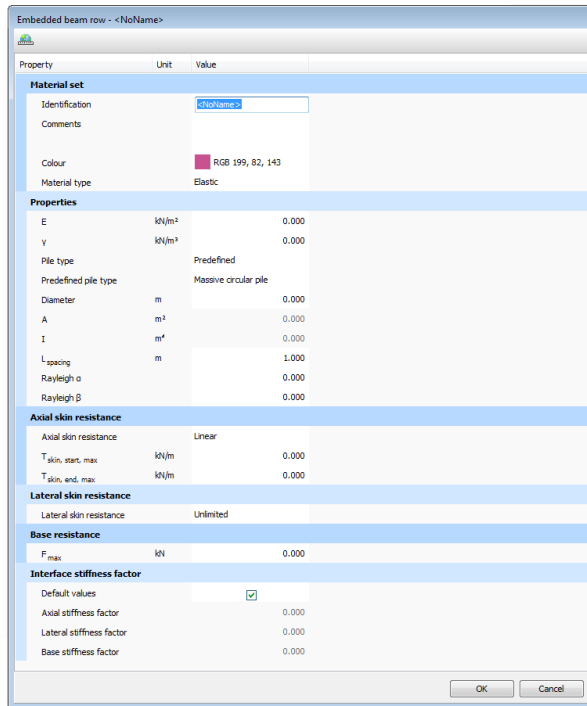 Embedded beam row - <NoName>
Property Unit Value
Material set
Identification <NoName>
Comments
Colour RGB 199, 82, 143
Material type Elastic
Properties
E kN/m² 0.000
γ kN/m³ 0.000
Pile type Predefined
Predefined pile type Massive circular pile
Diameter m 0.000
A m² 0.000
I m⁴ 0.000
L spacing m 1.000
Rayleigh α 0.000
Rayleigh β 0.000
Axial skin resistance
Axial skin resistance Linear
T skin, start, max kN/m 0.000
T skin, end, max kN/m 0.000
Lateral skin resistance
Lateral skin resistance Unlimited
Base resistance
F max kN 0.000
Interface stiffness factor
Default values
Axial stiffness factor 0.000
Lateral stiffness factor 0.000
Base stiffness factor 0.000
OK Cancel